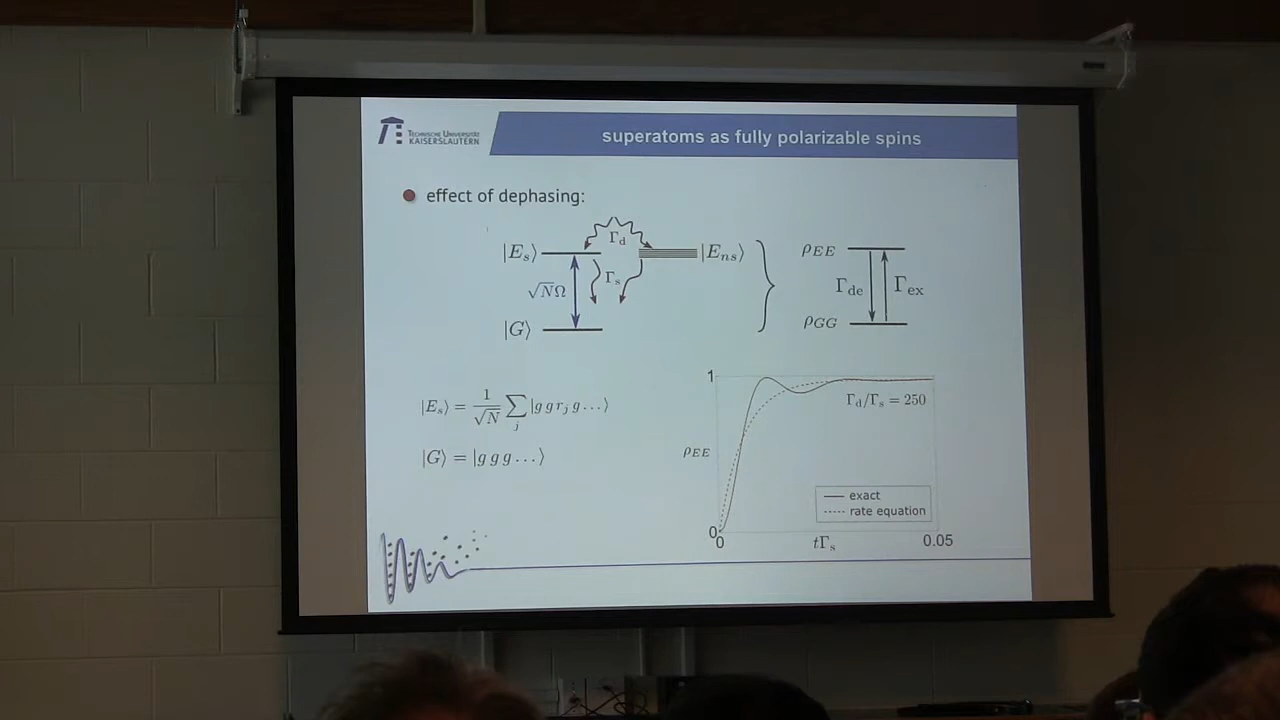 TECHNISCHE UNIVERSITÄT
KAISERSLAUTERN
superatoms as fully polarizable spins
effect of dephasing:
Γd
|Es⟩
|Ens⟩
Γs
√NΩ
|G⟩
ρEE
Γde
Γex
ρGG
|Es⟩ = 1/√N ∑j |g g rj g ...⟩
|G⟩ = |g g g ...⟩
1
Γd/Γs = 250
ρEE
exact
rate equation
0
0
tΓs
0.05